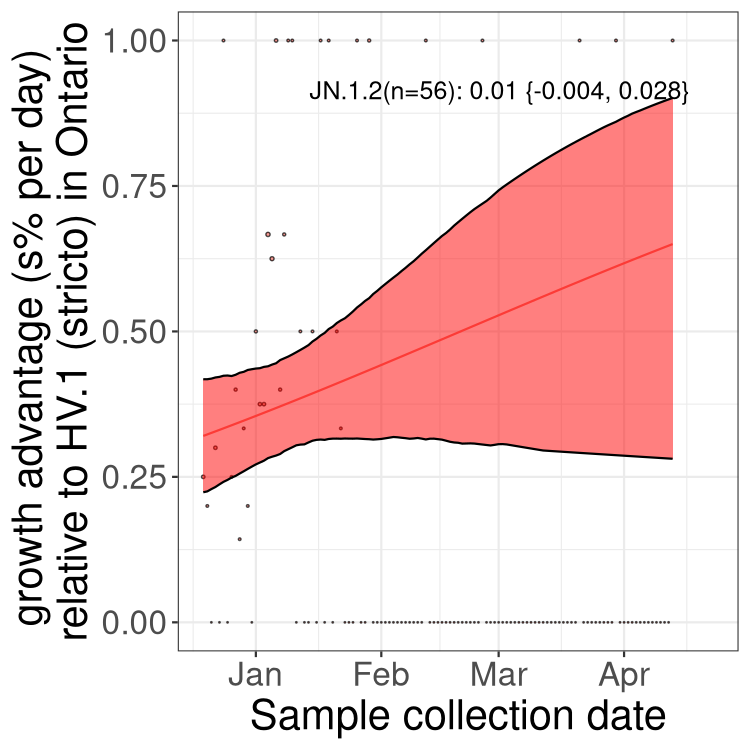 growth advantage (s% per day)
relative to HV.1 (stricto) in Ontario
1.00
0.75
0.50
0.25
0.00
JN.1.2(n=56): 0.01 {-0.004, 0.028}
Jan Feb Mar Apr
Sample collection date